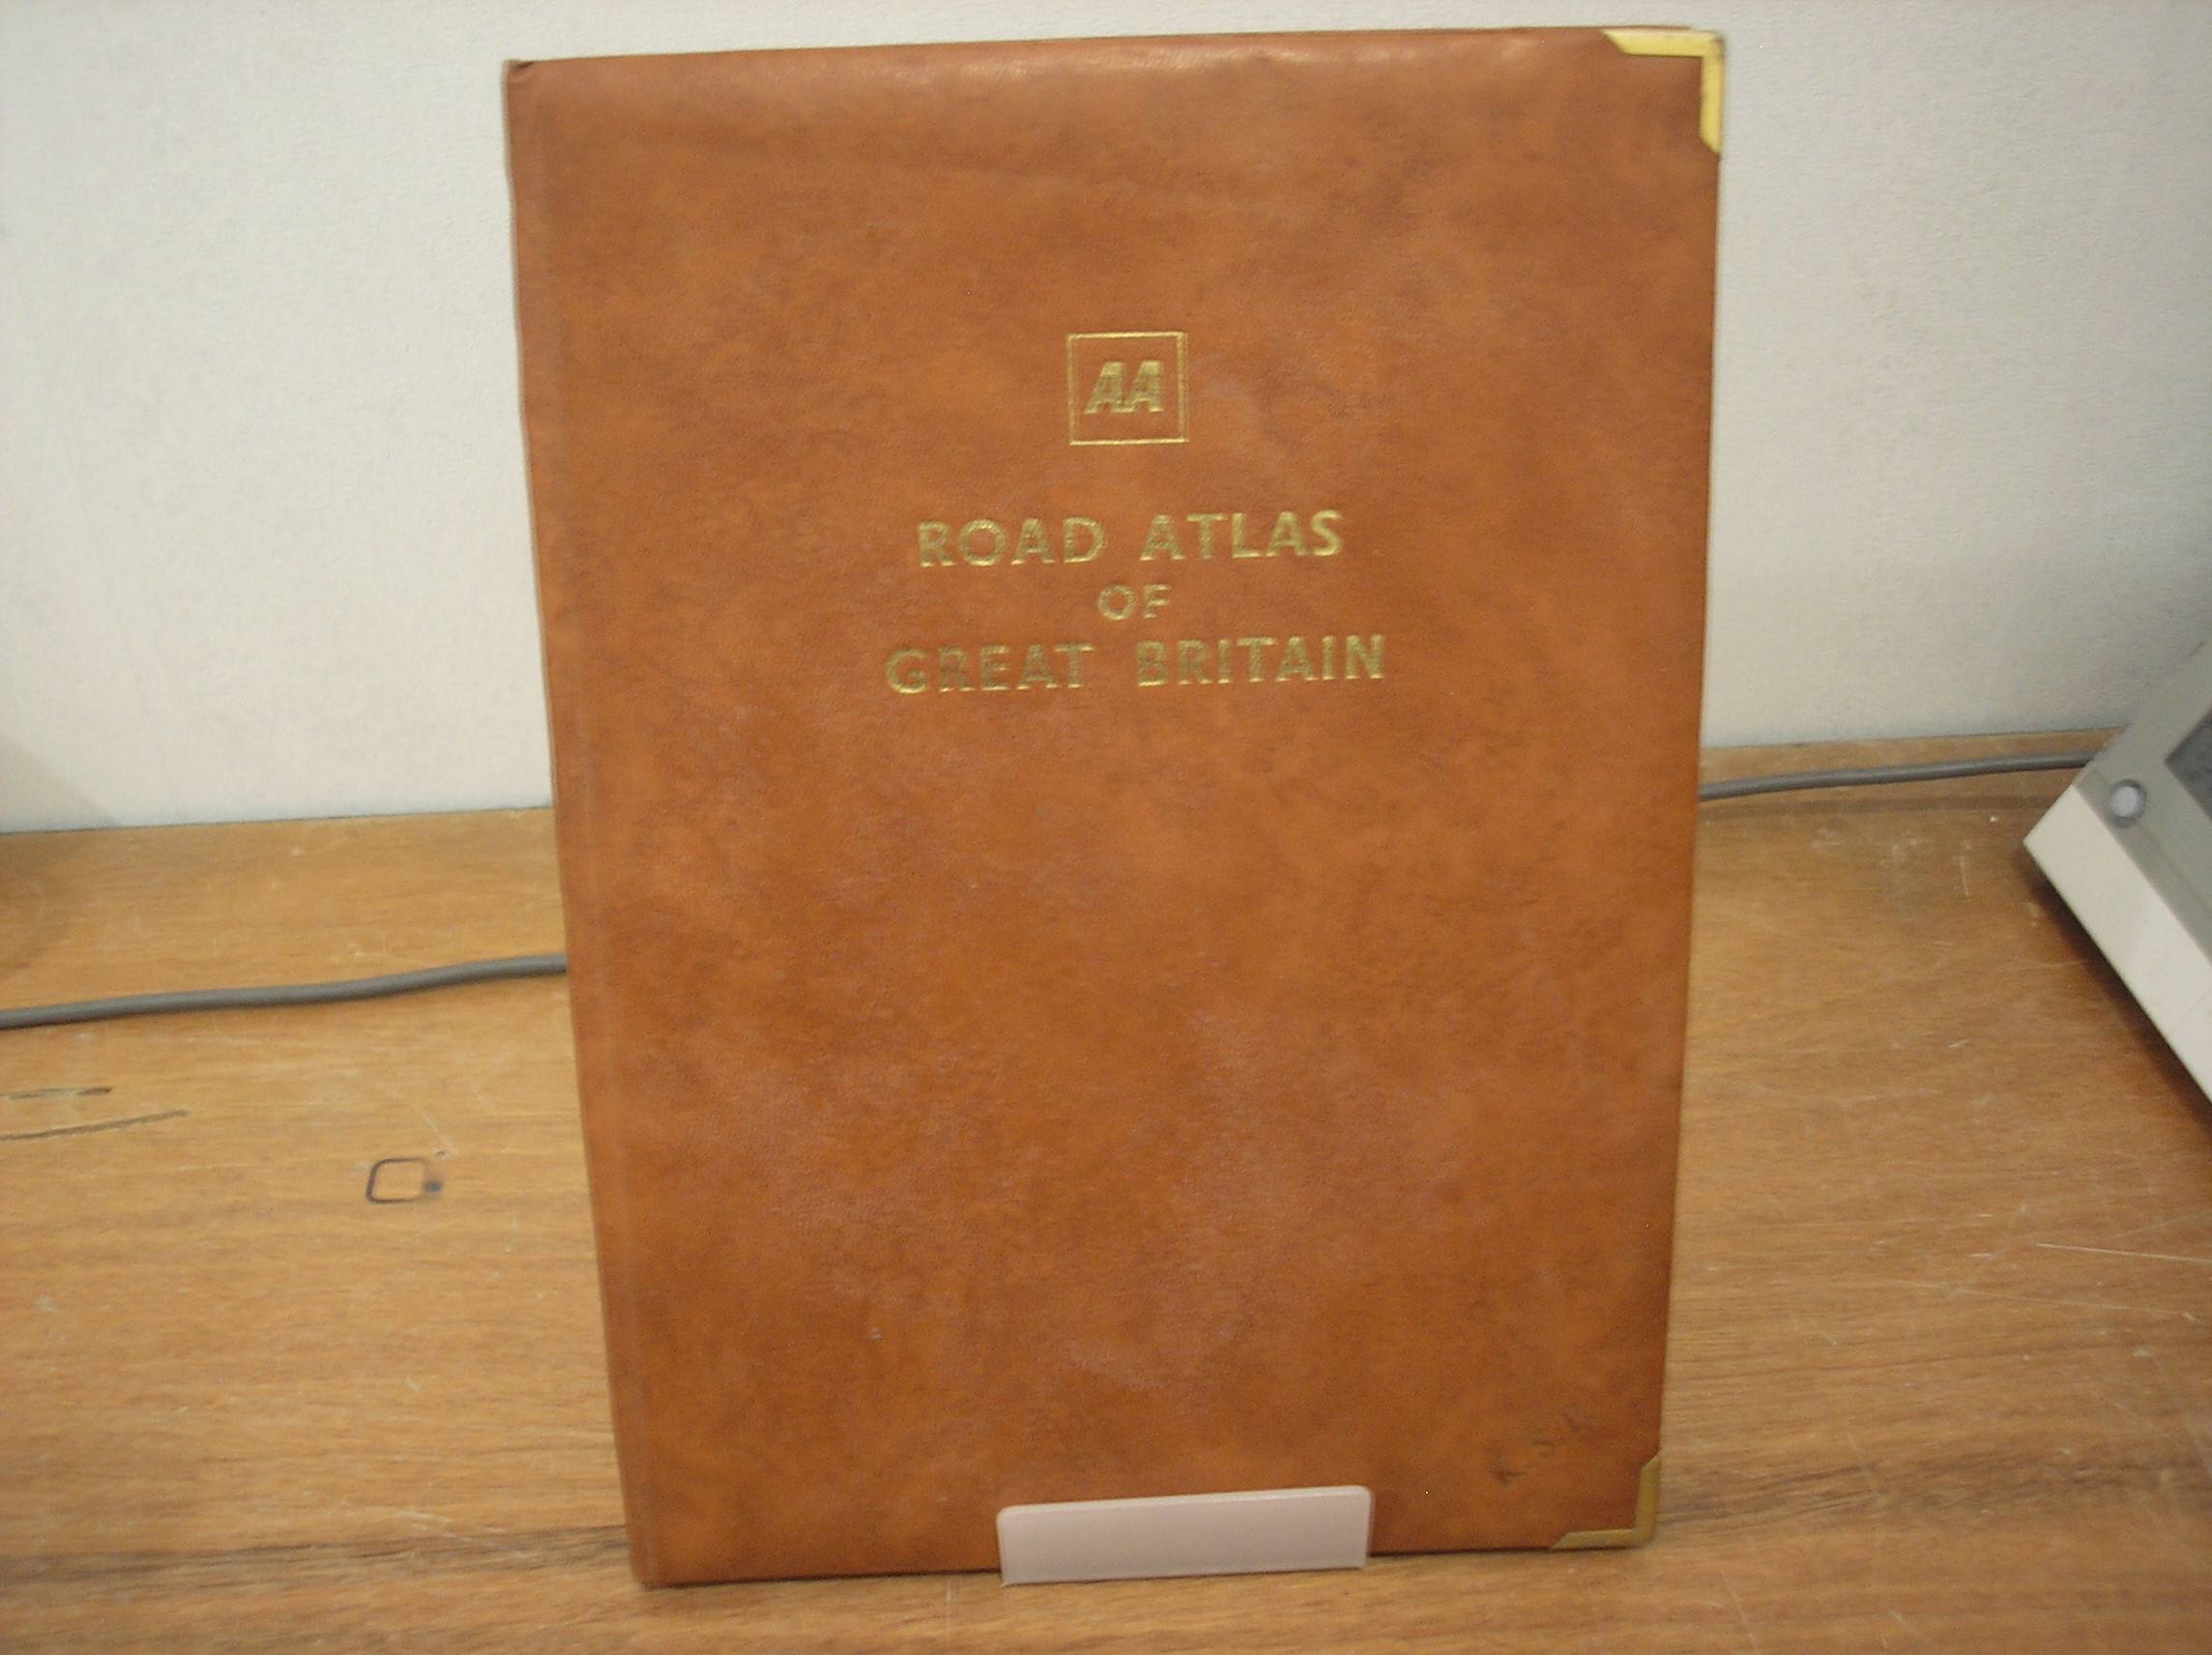 AA
ROAD ATLAS
OF
GREAT BRITAIN